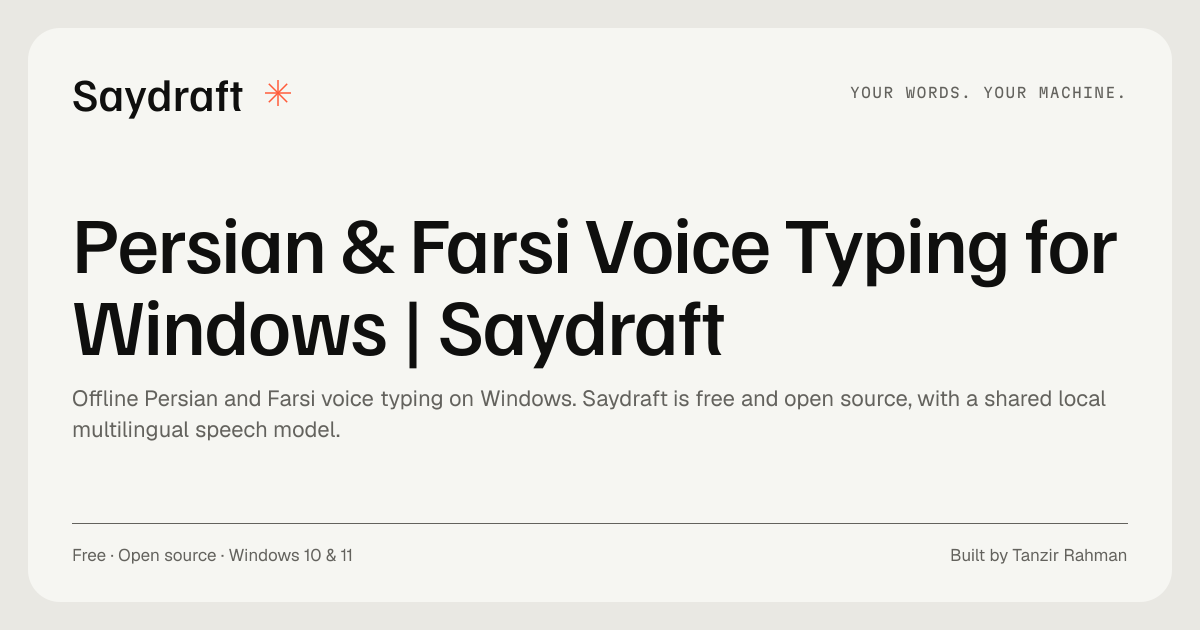 Saydraft
YOUR WORDS. YOUR MACHINE.
Persian & Farsi Voice Typing for
Windows | Saydraft
Offline Persian and Farsi voice typing on Windows. Saydraft is free and open source, with a shared local
multilingual speech model.
Free · Open source · Windows 10 & 11
Built by Tanzir Rahman